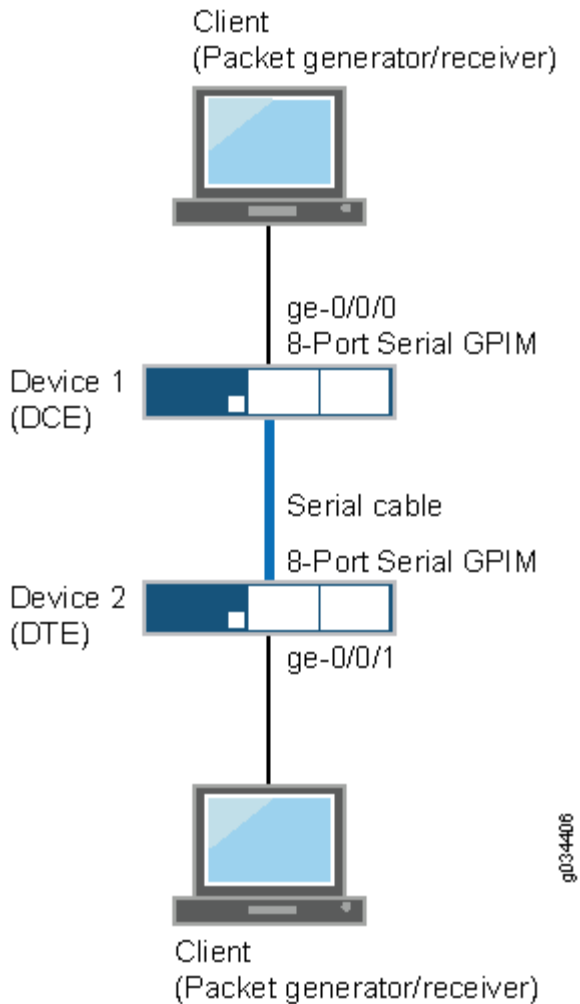 Client
(Packet generator/receiver)
ge-0/0/0
8-Port Serial GPIM
Device 1
(DCE)
Serial cable
8-Port Serial GPIM
Device 2
(DTE)
ge-0/0/1
g034406
Client
(Packet generator/receiver)